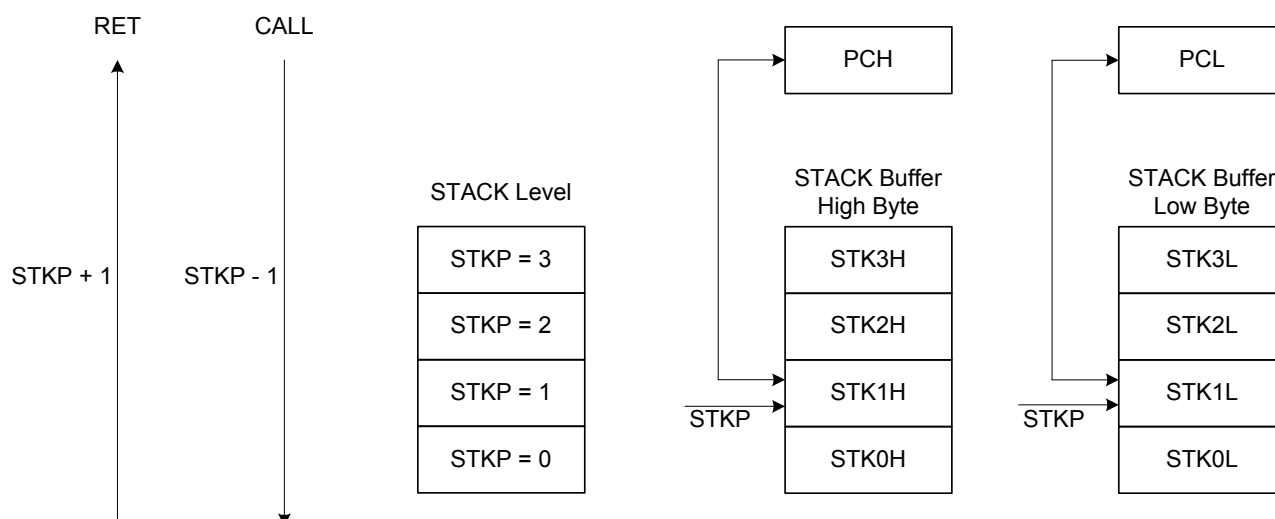 RET
CALL
PCH
PCL
STACK Level
STACK Buffer
High Byte
STACK Buffer
Low Byte
STKP + 1
STKP - 1
STKP = 3
STKP = 2
STKP = 1
STKP = 0
STK3H
STK2H
STK1H
STK0H
STKP
STK3L
STK2L
STK1L
STK0L
STKP